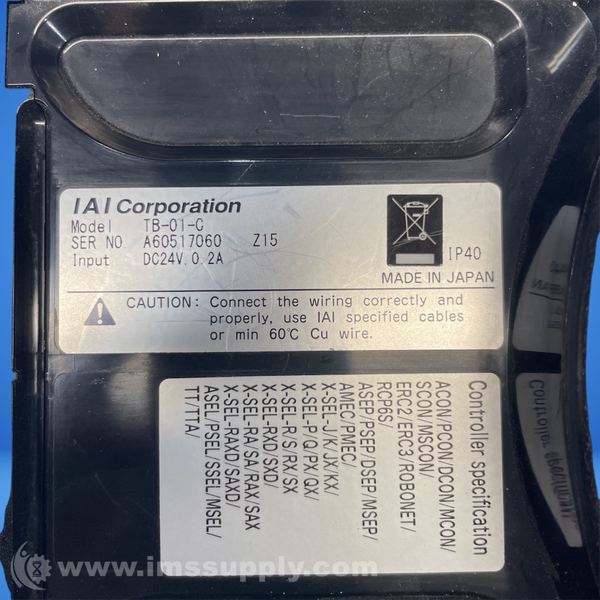 IAI Corporation
Model TB-01-C
SER NO. A60517060 Z15
Input DC24V, 0.2A
IP40
MADE IN JAPAN
CAUTION: Connect the wiring correctly and
properly, use IAI specified cables
or min 60℃ Cu wire.
Controller specification
ACON/PCON/DCON/MCON/
SCON/MSCON/
ERC2/ERC3/ROBONET/
RCP6S/
ASEP/PSEP/DSEP/MSEP/
AMEC/PMEC/
X-SEL-J/K/JX/KX/
X-SEL-P/Q/PX/QX/
X-SEL-R/S/RX/SX
X-SEL-RXD/SXD/
X-SEL-RA/SA/RAX/SAX
X-SEL-RAXD/SAXD/
ASEL/PSEL/SSEL/MSEL/
TT/TTA/
www.imssupply.com